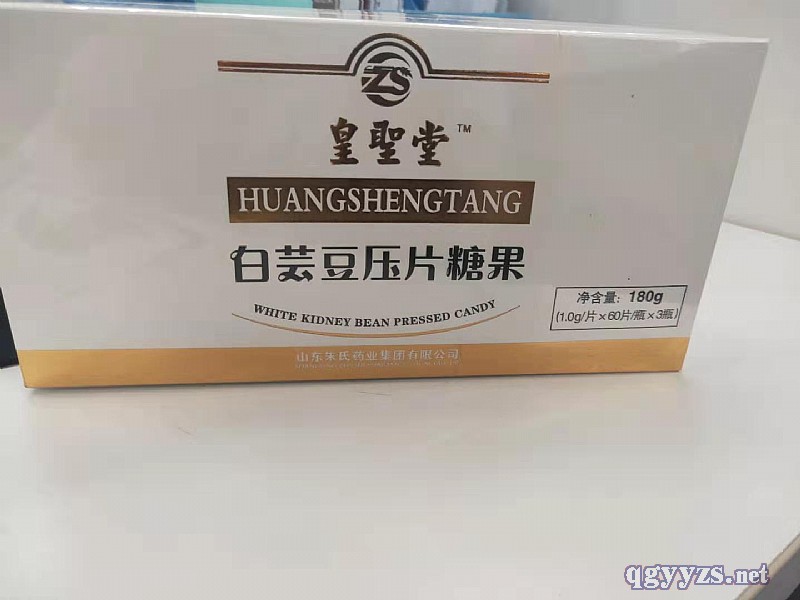 ZS
皇聖堂™
HUANGSHENGTANG
白芸豆压片糖果
WHITE KIDNEY BEAN PRESSED CANDY
净含量：180g
(1.0g/片×60片/瓶×3瓶)
山东朱氏药业集团有限公司
qgyyzs.net